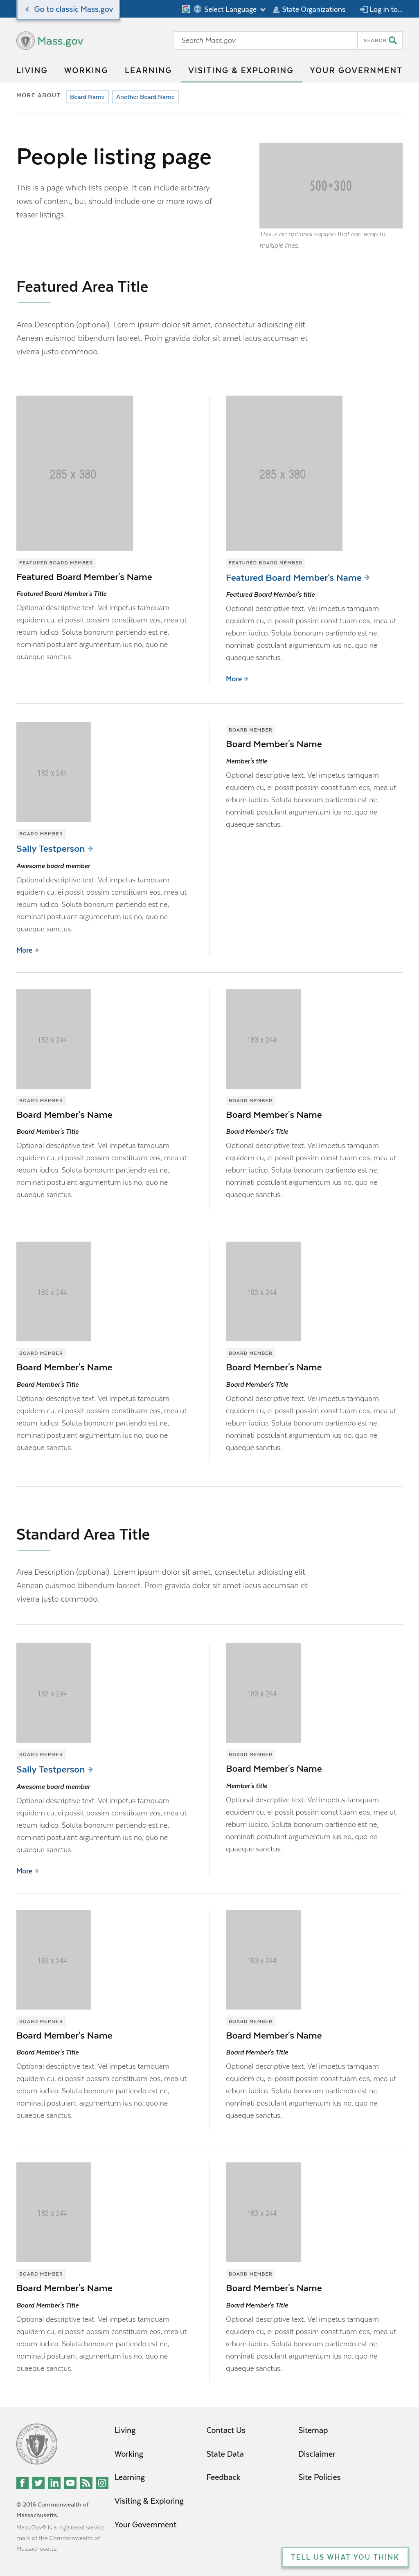 Go to classic Mass.gov
Select Language
State Organizations
Log in to...
Mass.gov
Search Mass.gov
SEARCH
LIVING
WORKING
LEARNING
VISITING & EXPLORING
YOUR GOVERNMENT
MORE ABOUT:
Board Name
Another Board Name
People listing page
This is a page which lists people. It can include arbitrary
rows of content, but should include one or more rows of
teaser listings.
500×300
This is an optional caption that can wrap to
multiple lines.
Featured Area Title
Area Description (optional). Lorem ipsum dolor sit amet, consectetur adipiscing elit.
Aenean euismod bibendum laoreet. Proin gravida dolor sit amet lacus accumsan et
viverra justo commodo.
285 x 380
FEATURED BOARD MEMBER
Featured Board Member's Name
Featured Board Member's Title
Optional descriptive text. Vel impetus tamquam
equidem cu, ei possit possim constituam eos, mea ut
rebum iudico. Soluta bonorum partiendo est ne,
nominati postulant argumentum ius no, quo ne
quaeque sanctus.
285 x 380
FEATURED BOARD MEMBER
Featured Board Member's Name
Featured Board Member's title
Optional descriptive text. Vel impetus tamquam
equidem cu, ei possit possim constituam eos, mea ut
rebum iudico. Soluta bonorum partiendo est ne,
nominati postulant argumentum ius no, quo ne
quaeque sanctus.
More
183 x 244
BOARD MEMBER
Sally Testperson
Awesome board member
Optional descriptive text. Vel impetus tamquam
equidem cu, ei possit possim constituam eos, mea ut
rebum iudico. Soluta bonorum partiendo est ne,
nominati postulant argumentum ius no, quo ne
quaeque sanctus.
More
BOARD MEMBER
Board Member's Name
Member's title
Optional descriptive text. Vel impetus tamquam
equidem cu, ei possit possim constituam eos, mea ut
rebum iudico. Soluta bonorum partiendo est ne,
nominati postulant argumentum ius no, quo ne
quaeque sanctus.
183 x 244
BOARD MEMBER
Board Member's Name
Board Member's Title
Optional descriptive text. Vel impetus tamquam
equidem cu, ei possit possim constituam eos, mea ut
rebum iudico. Soluta bonorum partiendo est ne,
nominati postulant argumentum ius no, quo ne
quaeque sanctus.
183 x 244
BOARD MEMBER
Board Member's Name
Board Member's Title
Optional descriptive text. Vel impetus tamquam
equidem cu, ei possit possim constituam eos, mea ut
rebum iudico. Soluta bonorum partiendo est ne,
nominati postulant argumentum ius no, quo ne
quaeque sanctus.
183 x 244
BOARD MEMBER
Board Member's Name
Board Member's Title
Optional descriptive text. Vel impetus tamquam
equidem cu, ei possit possim constituam eos, mea ut
rebum iudico. Soluta bonorum partiendo est ne,
nominati postulant argumentum ius no, quo ne
quaeque sanctus.
183 x 244
BOARD MEMBER
Board Member's Name
Board Member's Title
Optional descriptive text. Vel impetus tamquam
equidem cu, ei possit possim constituam eos, mea ut
rebum iudico. Soluta bonorum partiendo est ne,
nominati postulant argumentum ius no, quo ne
quaeque sanctus.
Standard Area Title
Area Description (optional). Lorem ipsum dolor sit amet, consectetur adipiscing elit.
Aenean euismod bibendum laoreet. Proin gravida dolor sit amet lacus accumsan et
viverra justo commodo.
183 x 244
BOARD MEMBER
Sally Testperson
Awesome board member
Optional descriptive text. Vel impetus tamquam
equidem cu, ei possit possim constituam eos, mea ut
rebum iudico. Soluta bonorum partiendo est ne,
nominati postulant argumentum ius no, quo ne
quaeque sanctus.
More
183 x 244
BOARD MEMBER
Board Member's Name
Member's title
Optional descriptive text. Vel impetus tamquam
equidem cu, ei possit possim constituam eos, mea ut
rebum iudico. Soluta bonorum partiendo est ne,
nominati postulant argumentum ius no, quo ne
quaeque sanctus.
183 x 244
BOARD MEMBER
Board Member's Name
Board Member's Title
Optional descriptive text. Vel impetus tamquam
equidem cu, ei possit possim constituam eos, mea ut
rebum iudico. Soluta bonorum partiendo est ne,
nominati postulant argumentum ius no, quo ne
quaeque sanctus.
183 x 244
BOARD MEMBER
Board Member's Name
Board Member's Title
Optional descriptive text. Vel impetus tamquam
equidem cu, ei possit possim constituam eos, mea ut
rebum iudico. Soluta bonorum partiendo est ne,
nominati postulant argumentum ius no, quo ne
quaeque sanctus.
183 x 244
BOARD MEMBER
Board Member's Name
Board Member's Title
Optional descriptive text. Vel impetus tamquam
equidem cu, ei possit possim constituam eos, mea ut
rebum iudico. Soluta bonorum partiendo est ne,
nominati postulant argumentum ius no, quo ne
quaeque sanctus.
183 x 244
BOARD MEMBER
Board Member's Name
Board Member's Title
Optional descriptive text. Vel impetus tamquam
equidem cu, ei possit possim constituam eos, mea ut
rebum iudico. Soluta bonorum partiendo est ne,
nominati postulant argumentum ius no, quo ne
quaeque sanctus.
© 2016 Commonwealth of
Massachusetts.
Mass.Gov® is a registered service
mark of the Commonwealth of
Massachusetts.
Living
Working
Learning
Visiting & Exploring
Your Government
Contact Us
State Data
Feedback
Sitemap
Disclaimer
Site Policies
TELL US WHAT YOU THINK